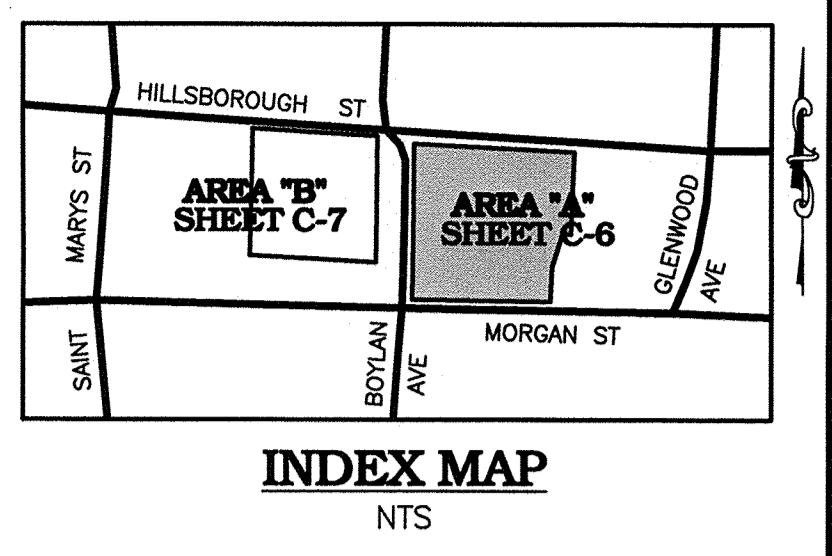 HILLSBOROUGH ST
MARYS ST
SAINT
AREA "B"
SHEET C-7
AREA "A"
SHEET C-6
GLENWOOD
AVE
MORGAN ST
BOYLAN
AVE
INDEX MAP
NTS